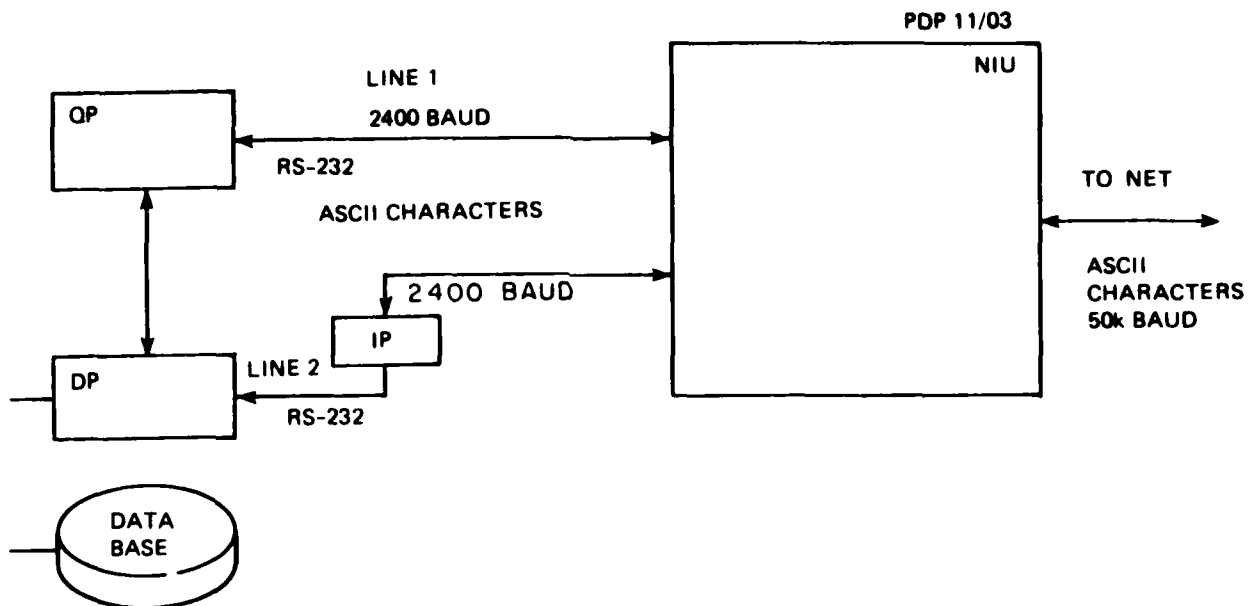 PDP 11/03
NIU
LINE 1
2400 BAUD
QP
RS-232
TO NET
ASCII CHARACTERS
ASCII
CHARACTERS
50k BAUD
2400 BAUD
IP
LINE 2
DP
RS-232
DATA
BASE